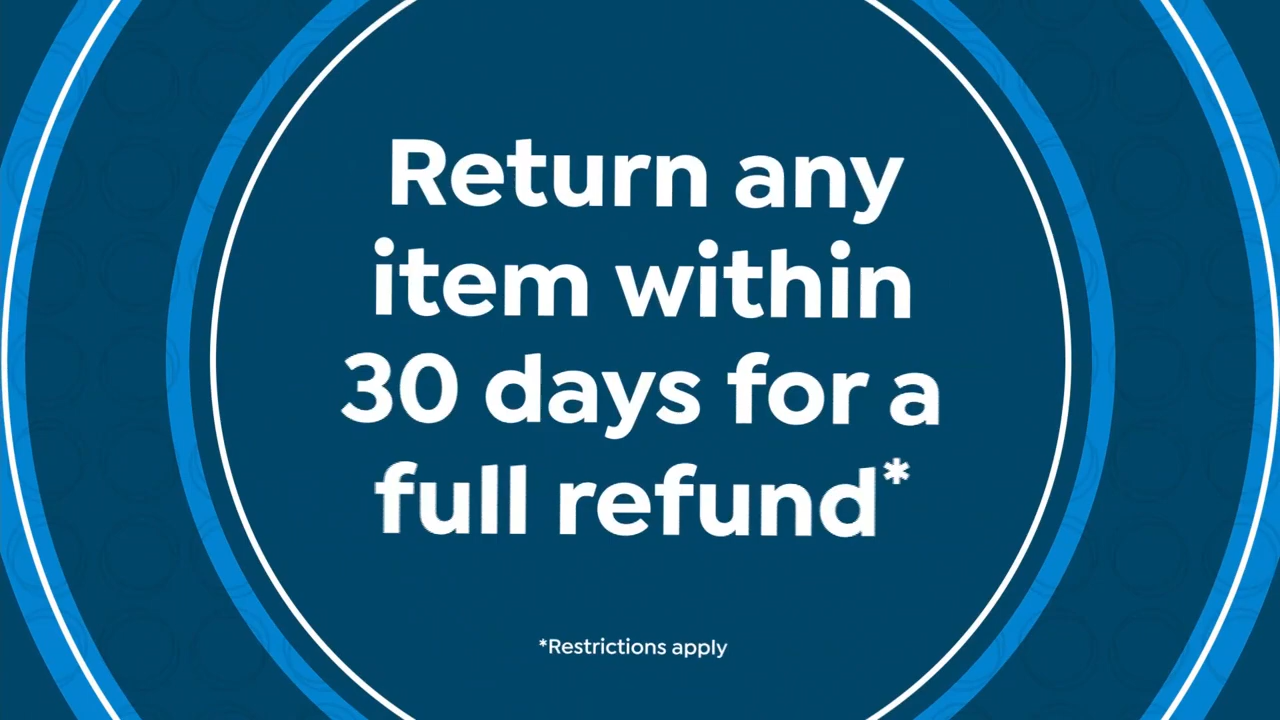 Return any
item within
30 days for a
full refund*
*Restrictions apply